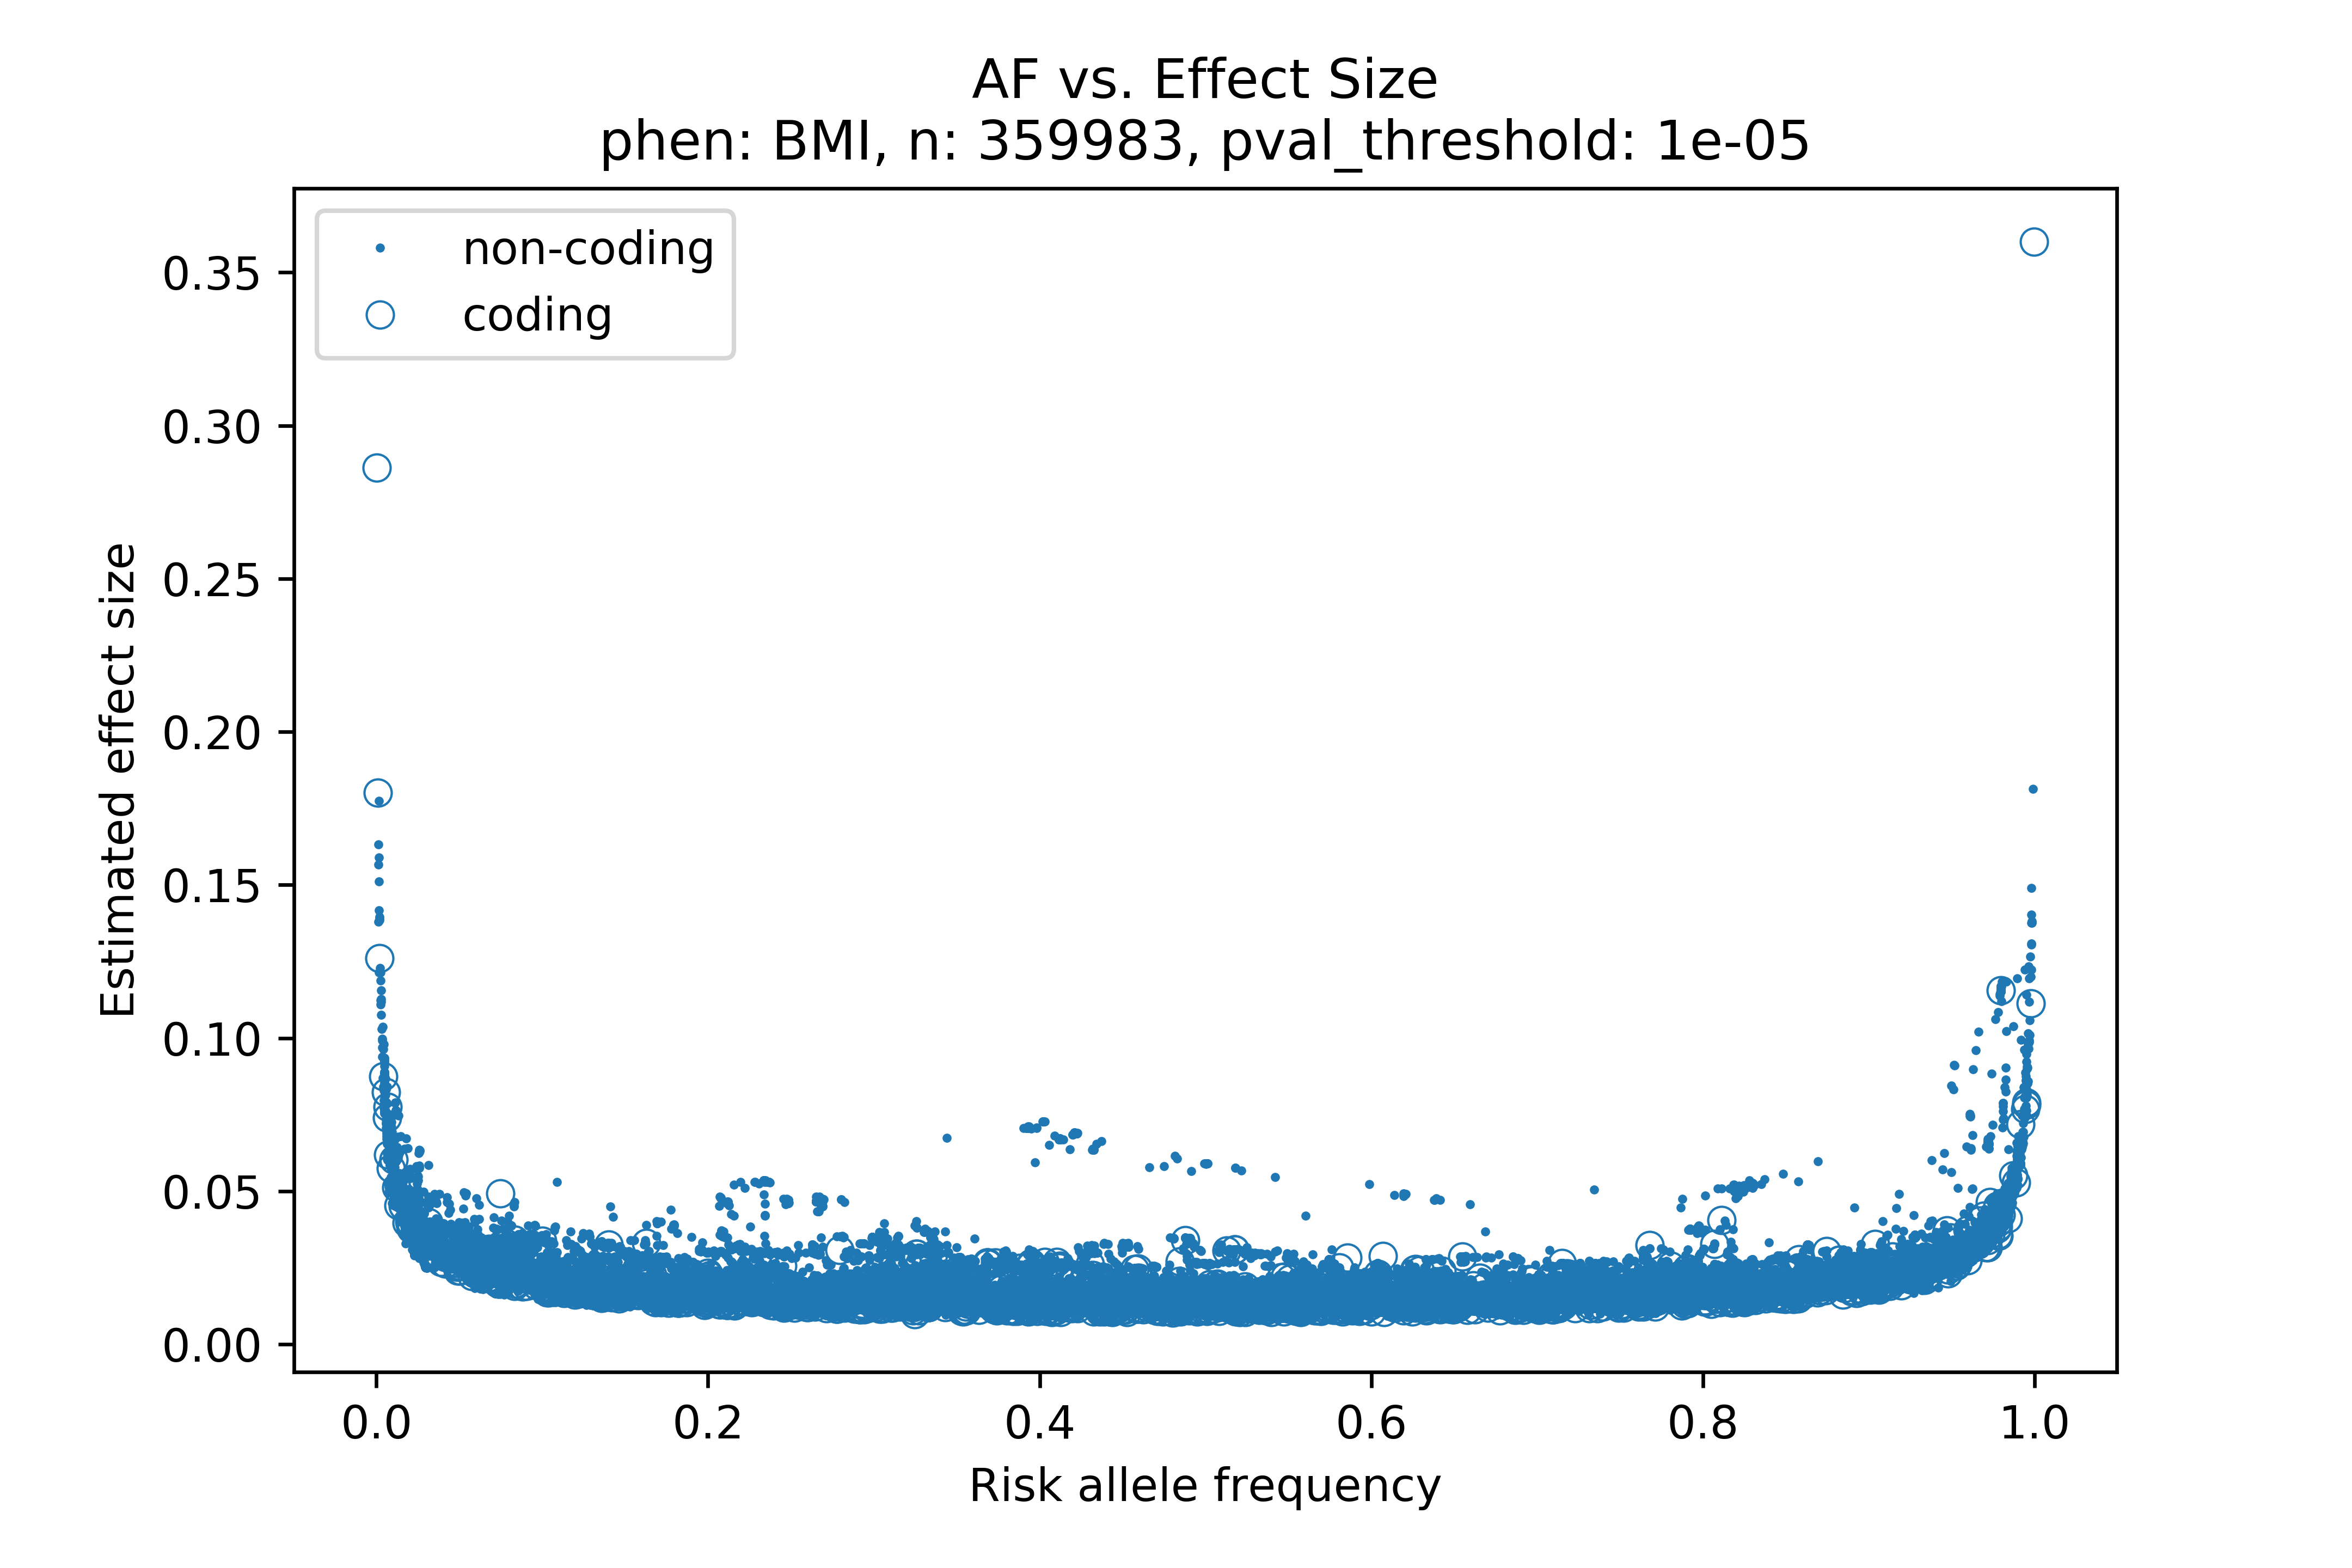 AF vs. Effect Size
phen: BMI, n: 359983, pval_threshold: 1e-05
non-coding
coding
0.35
0.30
0.25
0.20
0.15
0.10
0.05
0.00
Estimated effect size
0.0 0.2 0.4 0.6 0.8 1.0
Risk allele frequency